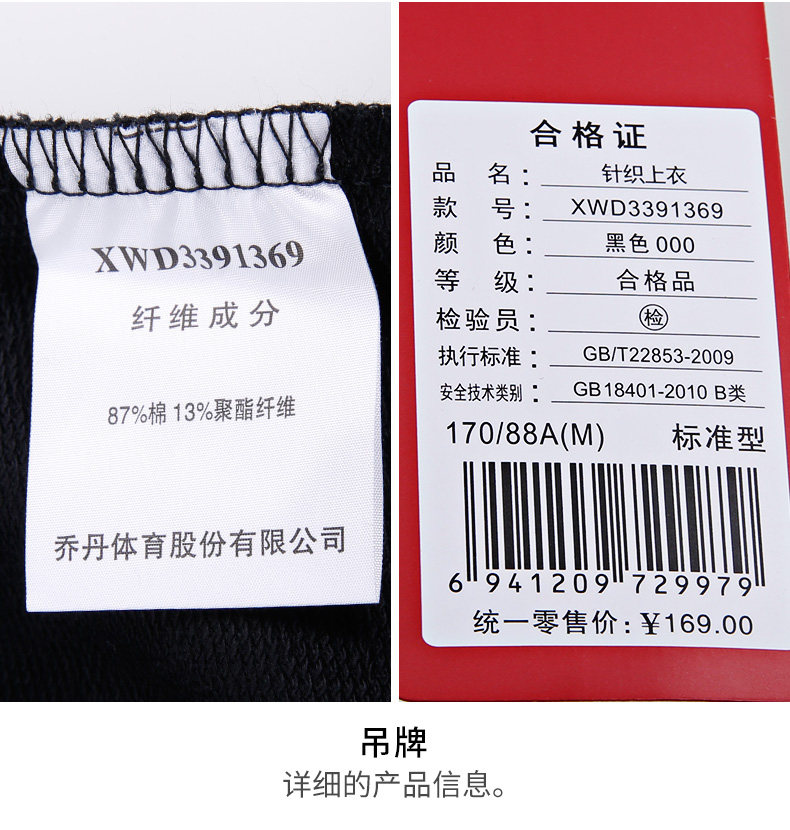 XWD3391369
纤维成分
87%棉 13%聚酯纤维
乔丹体育股份有限公司
合格证
品名: 针织上衣
款号: XWD3391369
颜色: 黑色 000
等级: 合格品
检验员: 检
执行标准: GB/T22853-2009
安全技术类别: GB18401-2010 B类
170/88A(M) 标准型
6 941209 729979
统一零售价: ¥169.00
吊牌
详细的产品信息。